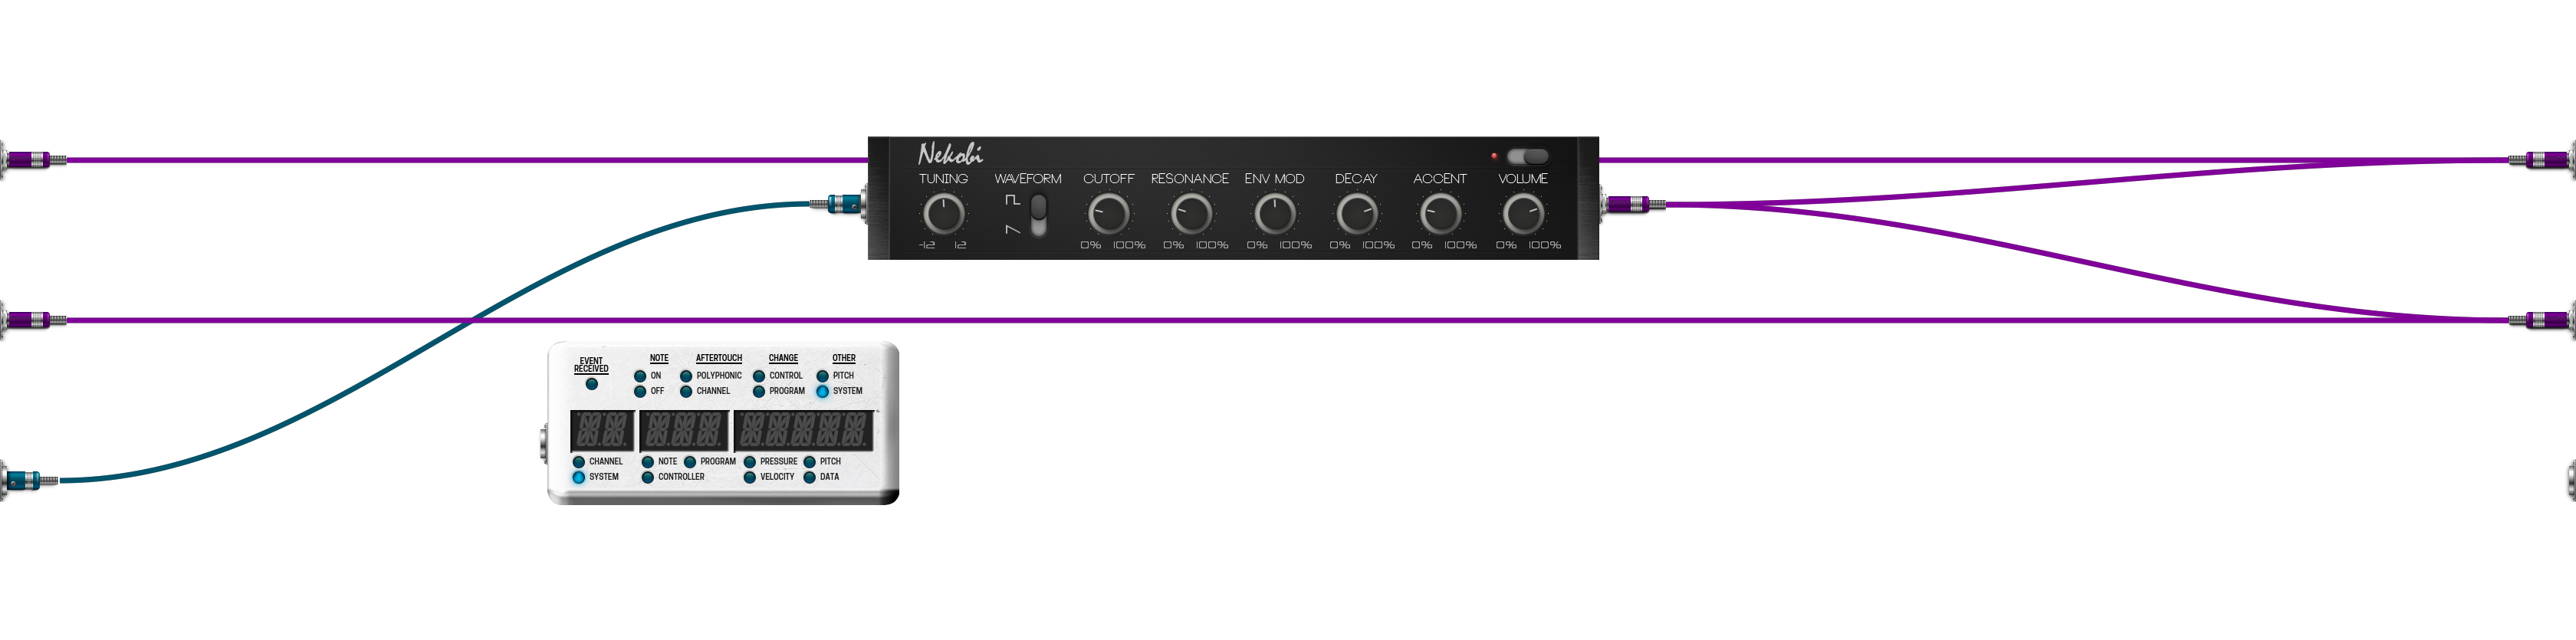 Nekobi
TUNING WAVEFORM CUTOFF RESONANCE ENV MOD DECAY ACCENT VOLUME
-12 12 0% 100% 0% 100% 0% 100% 0% 100% 0% 100% 0% 100%
EVENT RECEIVED
NOTE AFTERTOUCH CHANGE OTHER
ON POLYPHONIC CONTROL PITCH
OFF CHANNEL PROGRAM SYSTEM
CHANNEL NOTE PROGRAM PRESSURE PITCH
SYSTEM CONTROLLER VELOCITY DATA